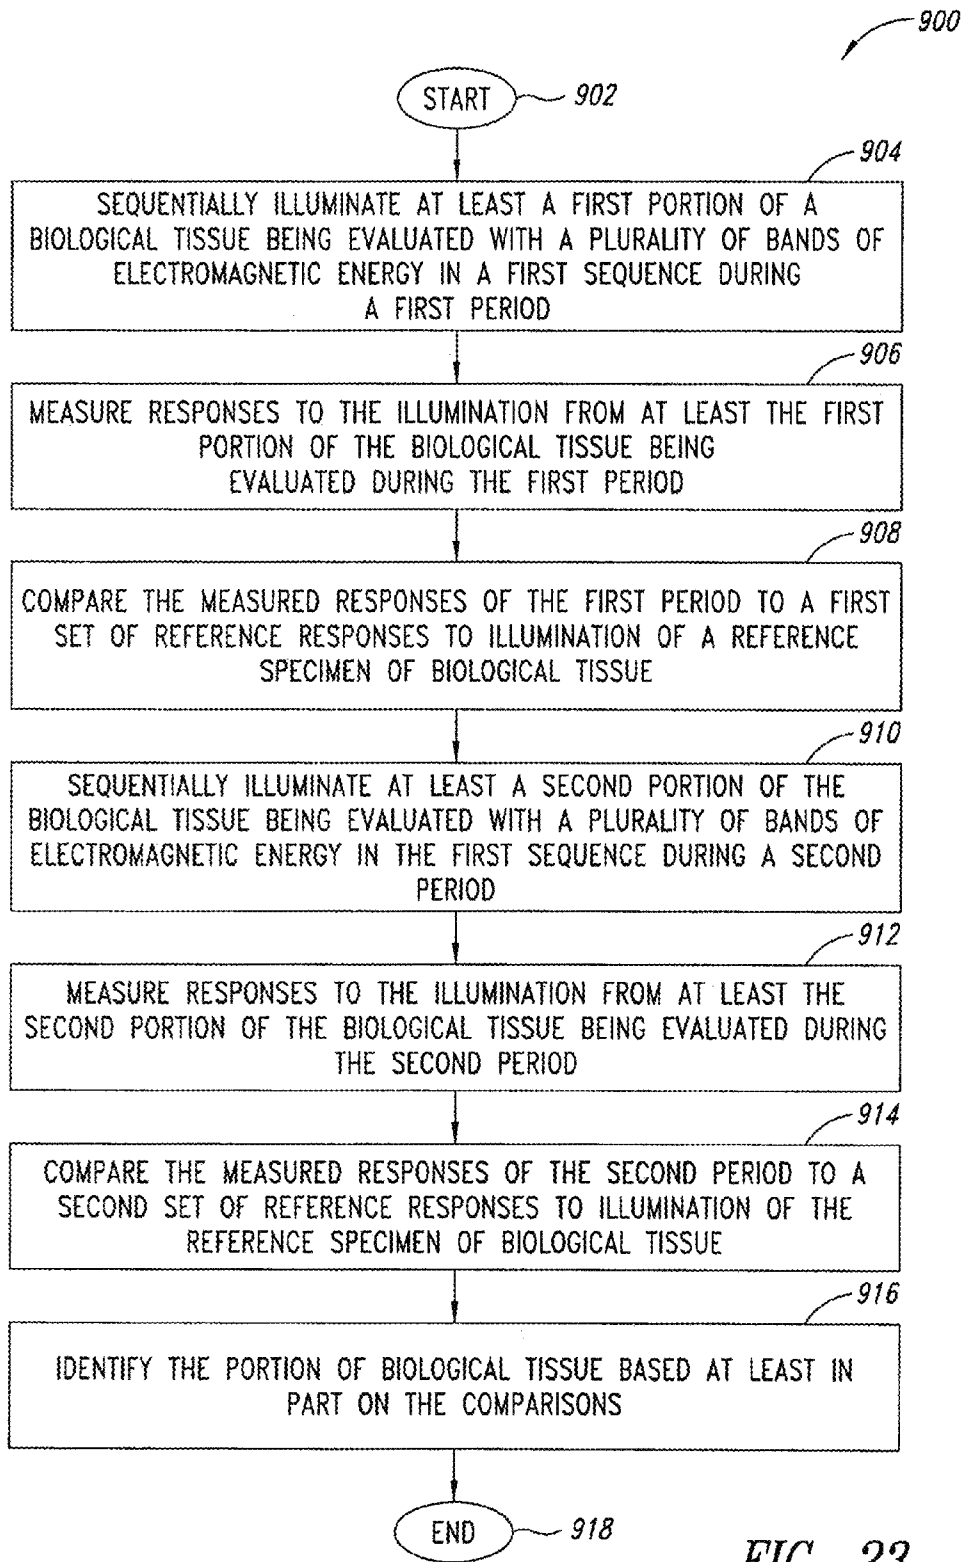 900
START 902
904
SEQUENTIALLY ILLUMINATE AT LEAST A FIRST PORTION OF A
BIOLOGICAL TISSUE BEING EVALUATED WITH A PLURALITY OF BANDS OF
ELECTROMAGNETIC ENERGY IN A FIRST SEQUENCE DURING
A FIRST PERIOD
906
MEASURE RESPONSES TO THE ILLUMINATION FROM AT LEAST THE FIRST
PORTION OF THE BIOLOGICAL TISSUE BEING
EVALUATED DURING THE FIRST PERIOD
908
COMPARE THE MEASURED RESPONSES OF THE FIRST PERIOD TO A FIRST
SET OF REFERENCE RESPONSES TO ILLUMINATION OF A REFERENCE
SPECIMEN OF BIOLOGICAL TISSUE
910
SEQUENTIALLY ILLUMINATE AT LEAST A SECOND PORTION OF THE
BIOLOGICAL TISSUE BEING EVALUATED WITH A PLURALITY OF BANDS OF
ELECTROMAGNETIC ENERGY IN THE FIRST SEQUENCE DURING A SECOND
PERIOD
912
MEASURE RESPONSES TO THE ILLUMINATION FROM AT LEAST THE
SECOND PORTION OF THE BIOLOGICAL TISSUE BEING EVALUATED DURING
THE SECOND PERIOD
914
COMPARE THE MEASURED RESPONSES OF THE SECOND PERIOD TO A
SECOND SET OF REFERENCE RESPONSES TO ILLUMINATION OF THE
REFERENCE SPECIMEN OF BIOLOGICAL TISSUE
916
IDENTIFY THE PORTION OF BIOLOGICAL TISSUE BASED AT LEAST IN
PART ON THE COMPARISONS
END 918
FIG. 23